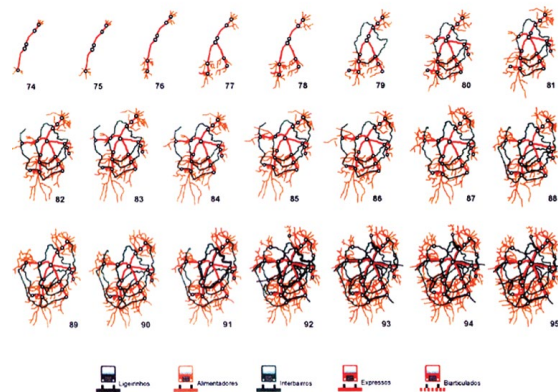 74 75 76 77 78 79 80 81
82 83 84 85 86 87 88
89 90 91 92 93 94 95
Ligeirinhos Alimentadores Interbairros Expressos Biarticulados